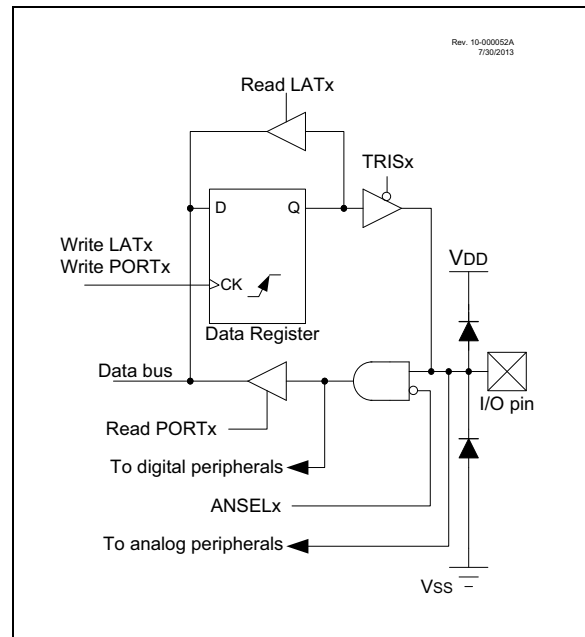 Rev. 10-000052A
7/30/2013
Read LATx
TRISx
D
Q
Write LATx
Write PORTx
CK
VDD
Data Register
Data bus
I/O pin
Read PORTx
To digital peripherals
ANSELx
To analog peripherals
VSS